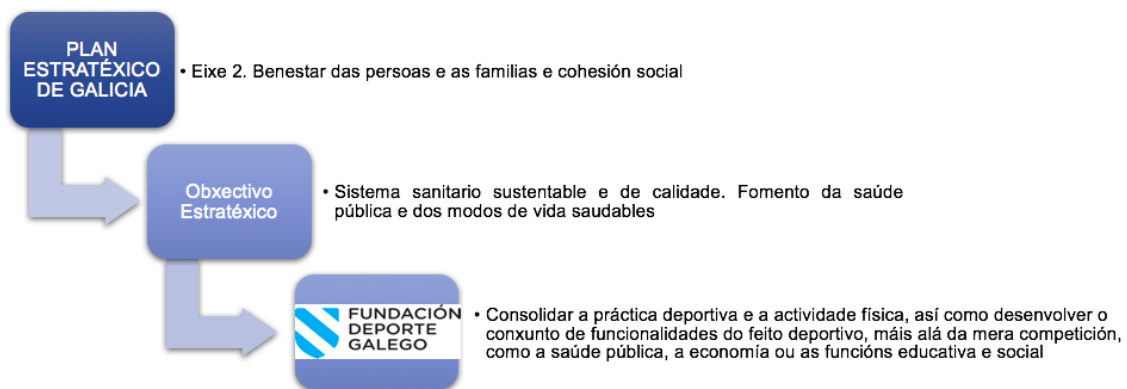 PLAN
ESTRATÉXICO
DE GALICIA
• Eixe 2. Benestar das persoas e as familias e cohesión social
Obxectivo
Estratéxico
• Sistema sanitario sustentable e de calidade. Fomento da saúde
pública e dos modos de vida saudables
FUNDACIÓN
DEPORTE
GALEGO
• Consolidar a práctica deportiva e a actividade física, así como desenvolver o
conxunto de funcionalidades do feito deportivo, máis alá da mera competición,
como a saúde pública, a economía ou as funcións educativa e social